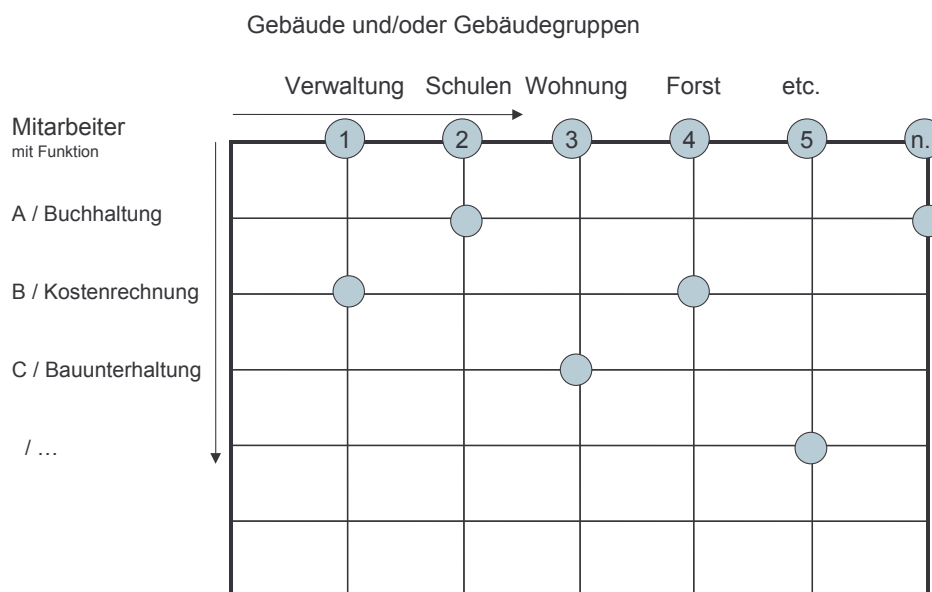 Gebäude und/oder Gebäudegruppen
Verwaltung Schulen Wohnung Forst etc.
Mitarbeiter
mit Funktion
1 2 3 4 5 n.
A / Buchhaltung
B / Kostenrechnung
C / Bauunterhaltung
/ …